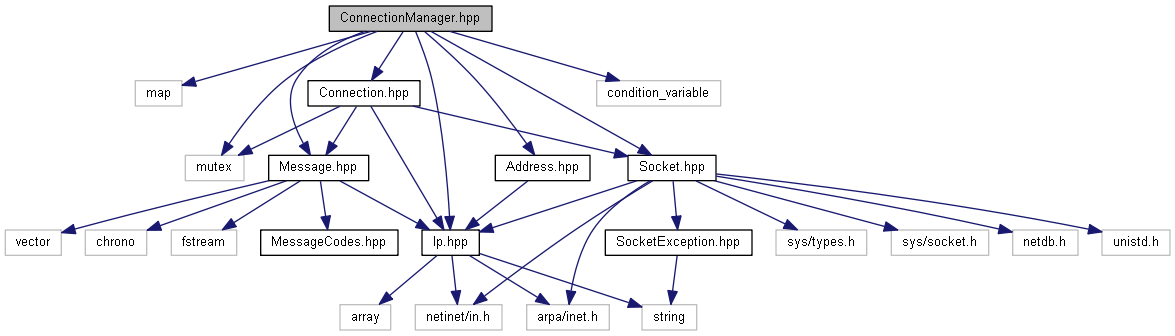 ConnectionManager.hpp
map
Connection.hpp
condition_variable
mutex
Message.hpp
Address.hpp
Socket.hpp
vector
chrono
fstream
MessageCodes.hpp
Ip.hpp
SocketException.hpp
sys/types.h
sys/socket.h
netdb.h
unistd.h
array
netinet/in.h
arpa/inet.h
string